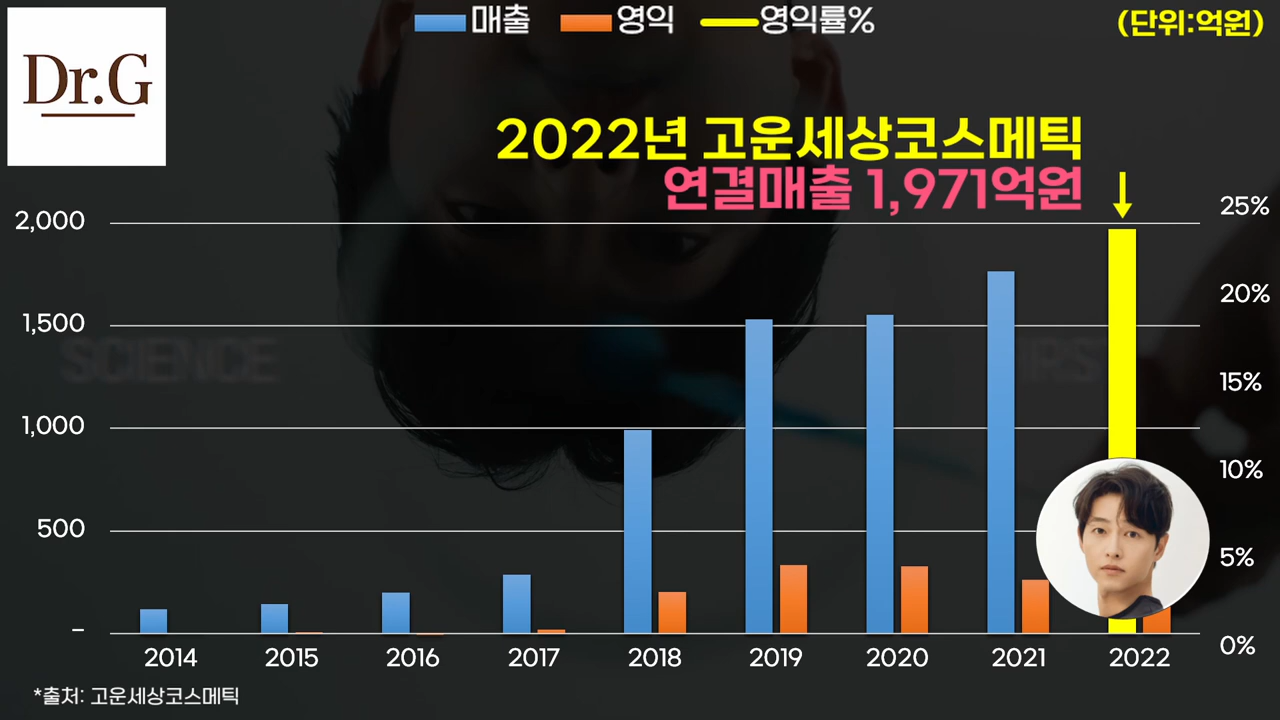 Dr.G
매출 영익 영익률%
(단위:억원)
2022년 고운세상코스메틱
연결매출 1,971억원
2,000
1,500
1,000
500
–
25%
20%
15%
10%
5%
0%
SCIENCE
2014 2015 2016 2017 2018 2019 2020 2021 2022
*출처: 고운세상코스메틱